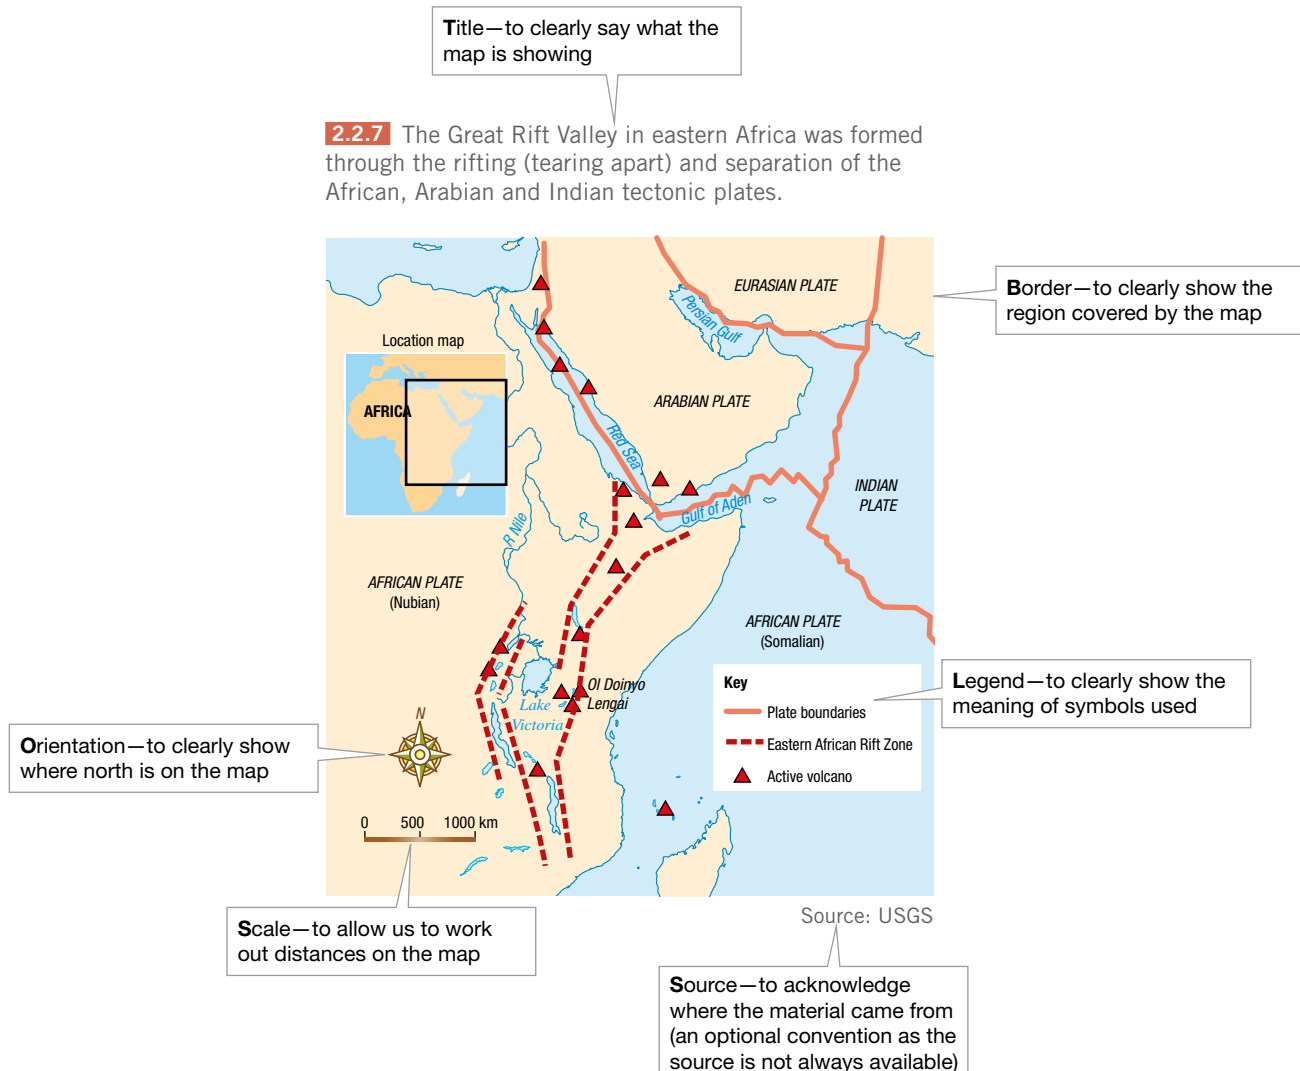 Title—to clearly say what the
map is showing
2.2.7 The Great Rift Valley in eastern Africa was formed
through the rifting (tearing apart) and separation of the
African, Arabian and Indian tectonic plates.
EURASIAN PLATE
Persian Gulf
Border—to clearly show the
region covered by the map
Location map
AFRICA
ARABIAN PLATE
Red Sea
INDIAN
PLATE
Gulf of Aden
R Nile
AFRICAN PLATE
(Nubian)
AFRICAN PLATE
(Somalian)
Ol Doinyo
Lengai
Lake
Victoria
Key
Plate boundaries
Eastern African Rift Zone
Active volcano
Legend—to clearly show the
meaning of symbols used
Orientation—to clearly show
where north is on the map
N
0 500 1000 km
Scale—to allow us to work
out distances on the map
Source: USGS
Source—to acknowledge
where the material came from
(an optional convention as the
source is not always available)